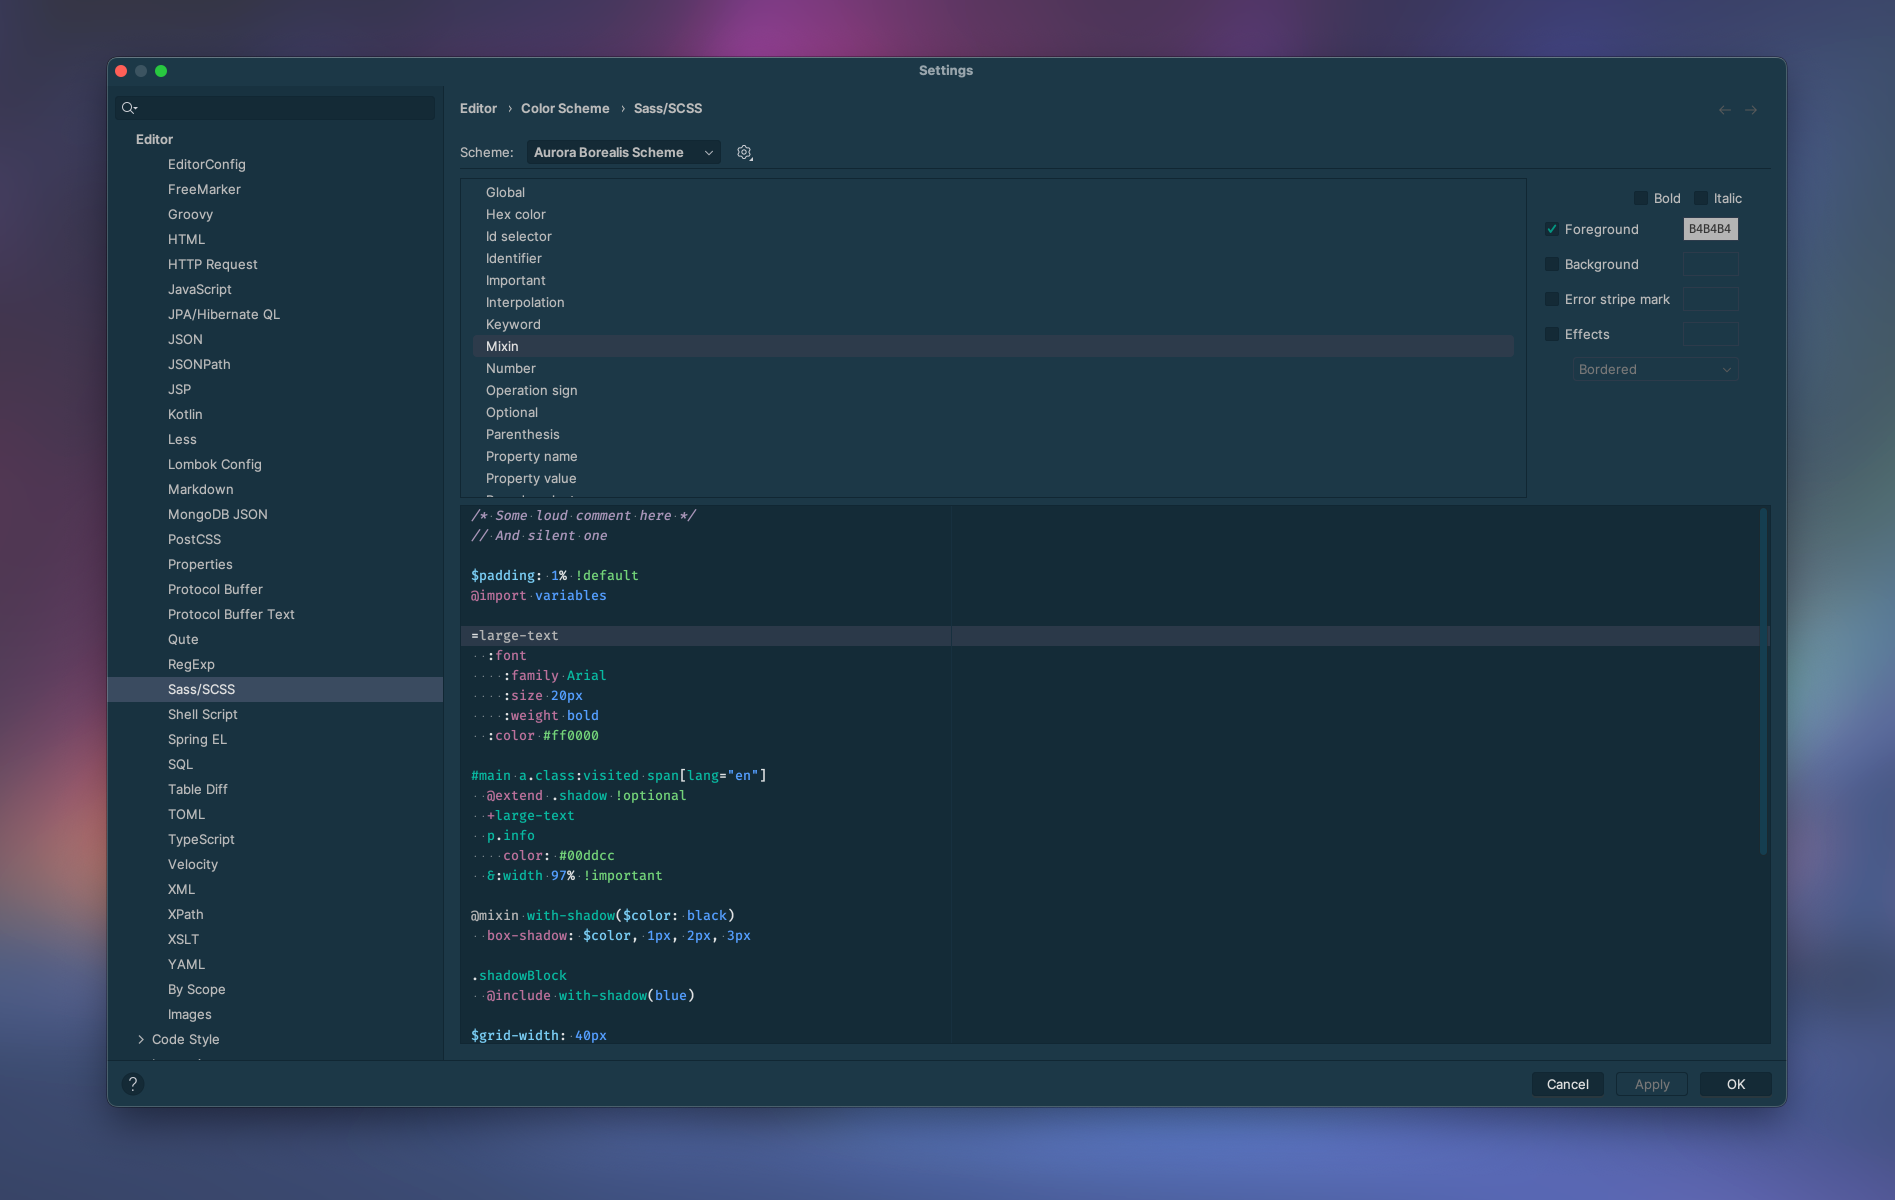 Settings
Editor
EditorConfig
FreeMarker
Groovy
HTML
HTTP Request
JavaScript
JPA/Hibernate QL
JSON
JSONPath
JSP
Kotlin
Less
Lombok Config
Markdown
MongoDB JSON
PostCSS
Properties
Protocol Buffer
Protocol Buffer Text
Qute
RegExp
Sass/SCSS
Shell Script
Spring EL
SQL
Table Diff
TOML
TypeScript
Velocity
XML
XPath
XSLT
YAML
By Scope
Images
Code Style
Editor › Color Scheme › Sass/SCSS
Scheme: Aurora Borealis Scheme
Global
Hex color
Id selector
Identifier
Important
Interpolation
Keyword
Mixin
Number
Operation sign
Optional
Parenthesis
Property name
Property value
Bold Italic
Foreground B4B4B4
Background
Error stripe mark
Effects
Bordered
/* Some loud comment here */
// And silent one
$padding: 1% !default
@import variables
=large-text
:font
:family Arial
:size 20px
:weight bold
:color #ff0000
#main a.class:visited span[lang="en"]
@extend .shadow !optional
+large-text
p.info
color: #00ddcc
&:width 97% !important
@mixin with-shadow($color: black)
box-shadow: $color, 1px, 2px, 3px
.shadowBlock
@include with-shadow(blue)
$grid-width: 40px
?
Cancel
Apply
OK